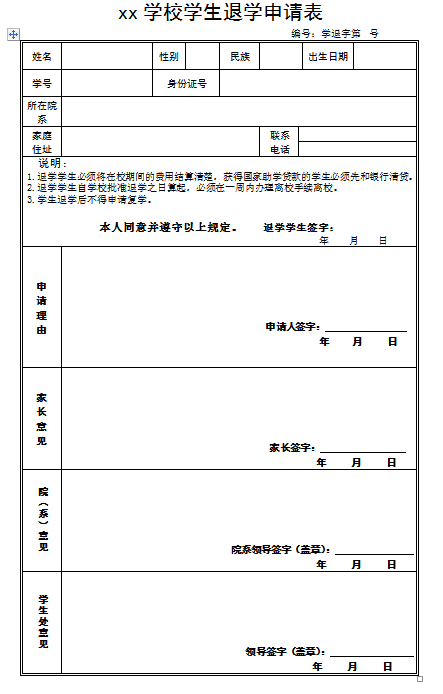 xx 学校学生退学申请表
编号：学退字第 号
姓名 性别 民族 出生日期
学号 身份证号
所在院
系
家庭 联系
住址 电话
说明：
1. 退学学生必须将在校期间的费用结算清楚，获得国家助学贷款的学生必须先和银行清贷。
2. 退学学生自学校批准退学之日算起，必须在一周内办理离校手续离校。
3. 学生退学后不得申请复学。
本人同意并遵守以上规定。 退学学生签字：
年 月 日
申
请
理
由
申请人签字：
年 月 日
家
长
意
见
家长签字：
年 月 日
院
（
系
）
意
见
院系领导签字（盖章）：
年 月 日
学
生
处
意
见
领导签字（盖章）：
年 月 日